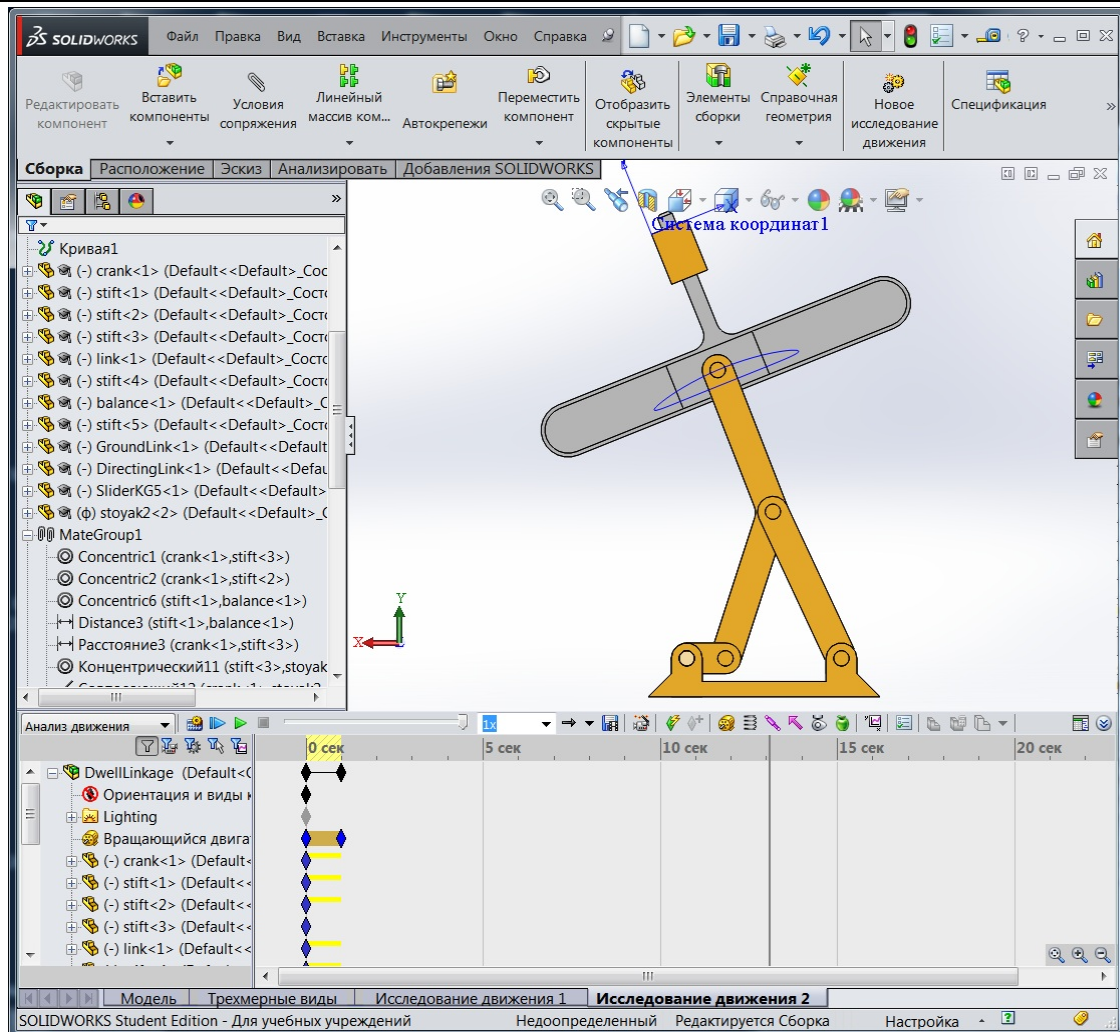 SOLIDWORKS Файл Правка Вид Вставка Инструменты Окно Справка
Редактировать компонент
Вставить компоненты
Условия сопряжения
Линейный массив ком...
Автокрепежи
Переместить компонент
Отобразить скрытые компоненты
Элементы сборки
Справочная геометрия
Новое исследование движения
Спецификация
Сборка Расположение Эскиз Анализировать Добавления SOLIDWORKS
Система координат1
Кривая1
(-) crank<1> (Default<<Default>_Сос
(-) stift<1> (Default<<Default>_Состо
(-) stift<2> (Default<<Default>_Состо
(-) stift<3> (Default<<Default>_Состо
(-) link<1> (Default<<Default>_Состо
(-) stift<4> (Default<<Default>_Состо
(-) balance<1> (Default<<Default>_С
(-) stift<5> (Default<<Default>_Состо
(-) GroundLink<1> (Default<<Default
(-) DirectingLink<1> (Default<<Defau
(-) SliderKG5<1> (Default<<Default>
(ф) stoyak2<2> (Default<<Default>_
MateGroup1
Concentric1 (crank<1>,stift<3>)
Concentric2 (crank<1>,stift<2>)
Concentric6 (stift<1>,balance<1>)
Distance3 (stift<1>,balance<1>)
Расстояние3 (crank<1>,stift<3>)
Концентрический11 (stift<3>,stoyak
Y
X
Анализ движения 1x
0 сек 5 сек 10 сек 15 сек 20 сек
DwellLinkage (Default<
Ориентация и виды к
Lighting
Вращающийся двига
(-) crank<1> (Default<
(-) stift<1> (Default<<
(-) stift<2> (Default<<
(-) stift<3> (Default<<
(-) link<1> (Default<<
Модель Трехмерные виды Исследование движения 1 Исследование движения 2
SOLIDWORKS Student Edition - Для учебных учреждений Недоопределенный Редактируется Сборка Настройка